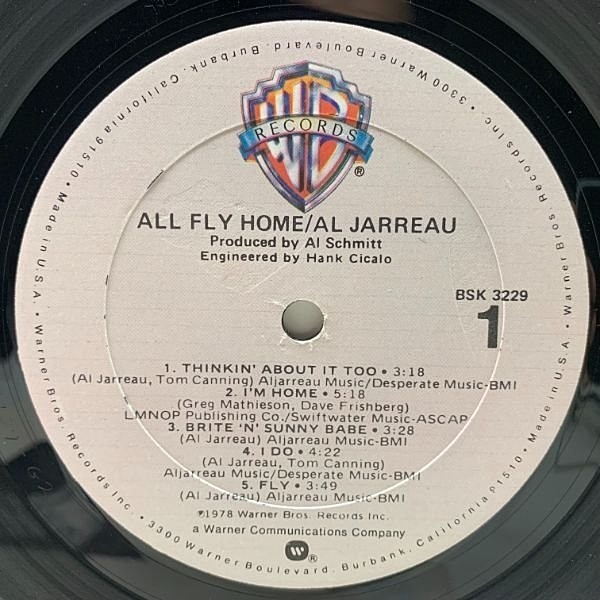 3300 Warner Boulevard, Burbank, California 91510 • Made in U.S.A. • Warner Bros. Records Inc. • 3300 Warner Boulevard, Burbank, California 91510 • Made in U.S.A. • Warner Bros. Records Inc. •
WB
RECORDS
®
ALL FLY HOME/AL JARREAU
Produced by Al Schmitt
Engineered by Hank Cicalo
BSK 3229
1
1. THINKIN' ABOUT IT TOO • 3:18
(Al Jarreau, Tom Canning) Aljarreau Music/Desperate Music-BMI
2. I'M HOME • 5:18
(Greg Mathieson, Dave Frishberg)
LMNOP Publishing Co./Swiftwater Music-ASCAP
3. BRITE 'N' SUNNY BABE • 3:28
(Al Jarreau) Aljarreau Music-BMI
4. I DO • 4:22
(Al Jarreau, Tom Canning)
Aljarreau Music/Desperate Music-BMI
5. FLY • 3:49
(Al Jarreau) Aljarreau Music-BMI
℗1978 Warner Bros. Records Inc.
a Warner Communications Company
®